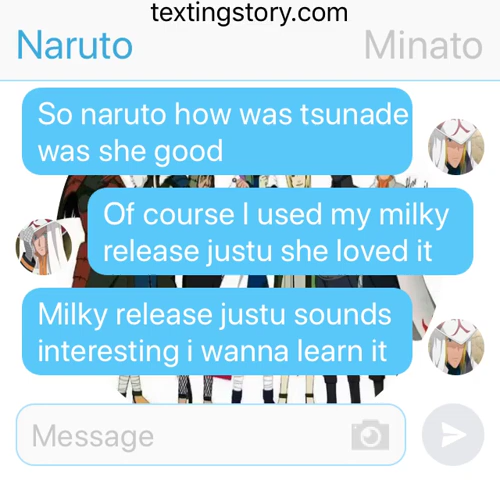 textingstory.com
Naruto Minato
So naruto how was tsunade
was she good
Of course I used my milky
release justu she loved it
Milky release justu sounds
interesting i wanna learn it
Message